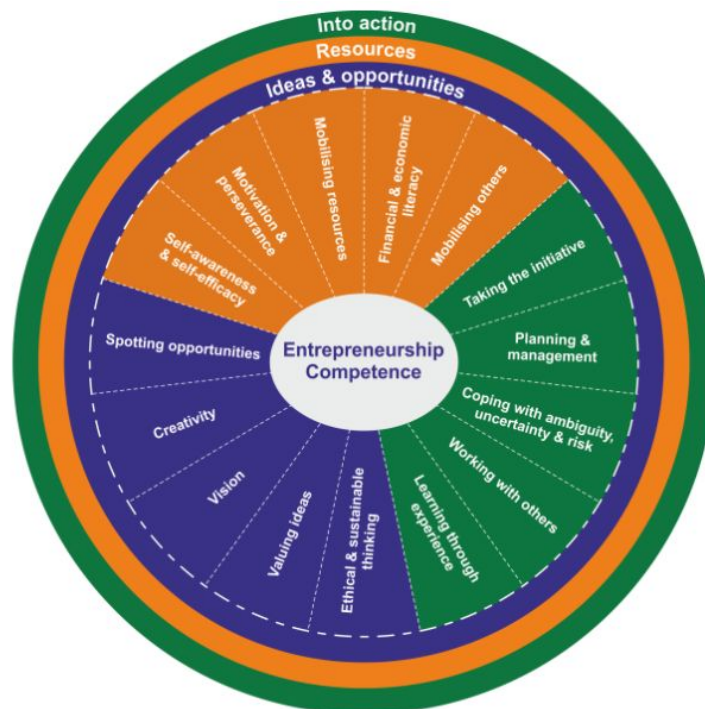 Into action
Resources
Ideas & opportunities
Mobilising resources
Financial & economic
literacy
Mobilising others
Motivation &
perseverance
Self-awareness
& self-efficacy
Taking the initiative
Spotting opportunities
Entrepreneurship
Competence
Planning &
management
Creativity
Coping with ambiguity,
uncertainty & risk
Vision
Working with others
Valuing ideas
Ethical & sustainable
thinking
Learning through
experience